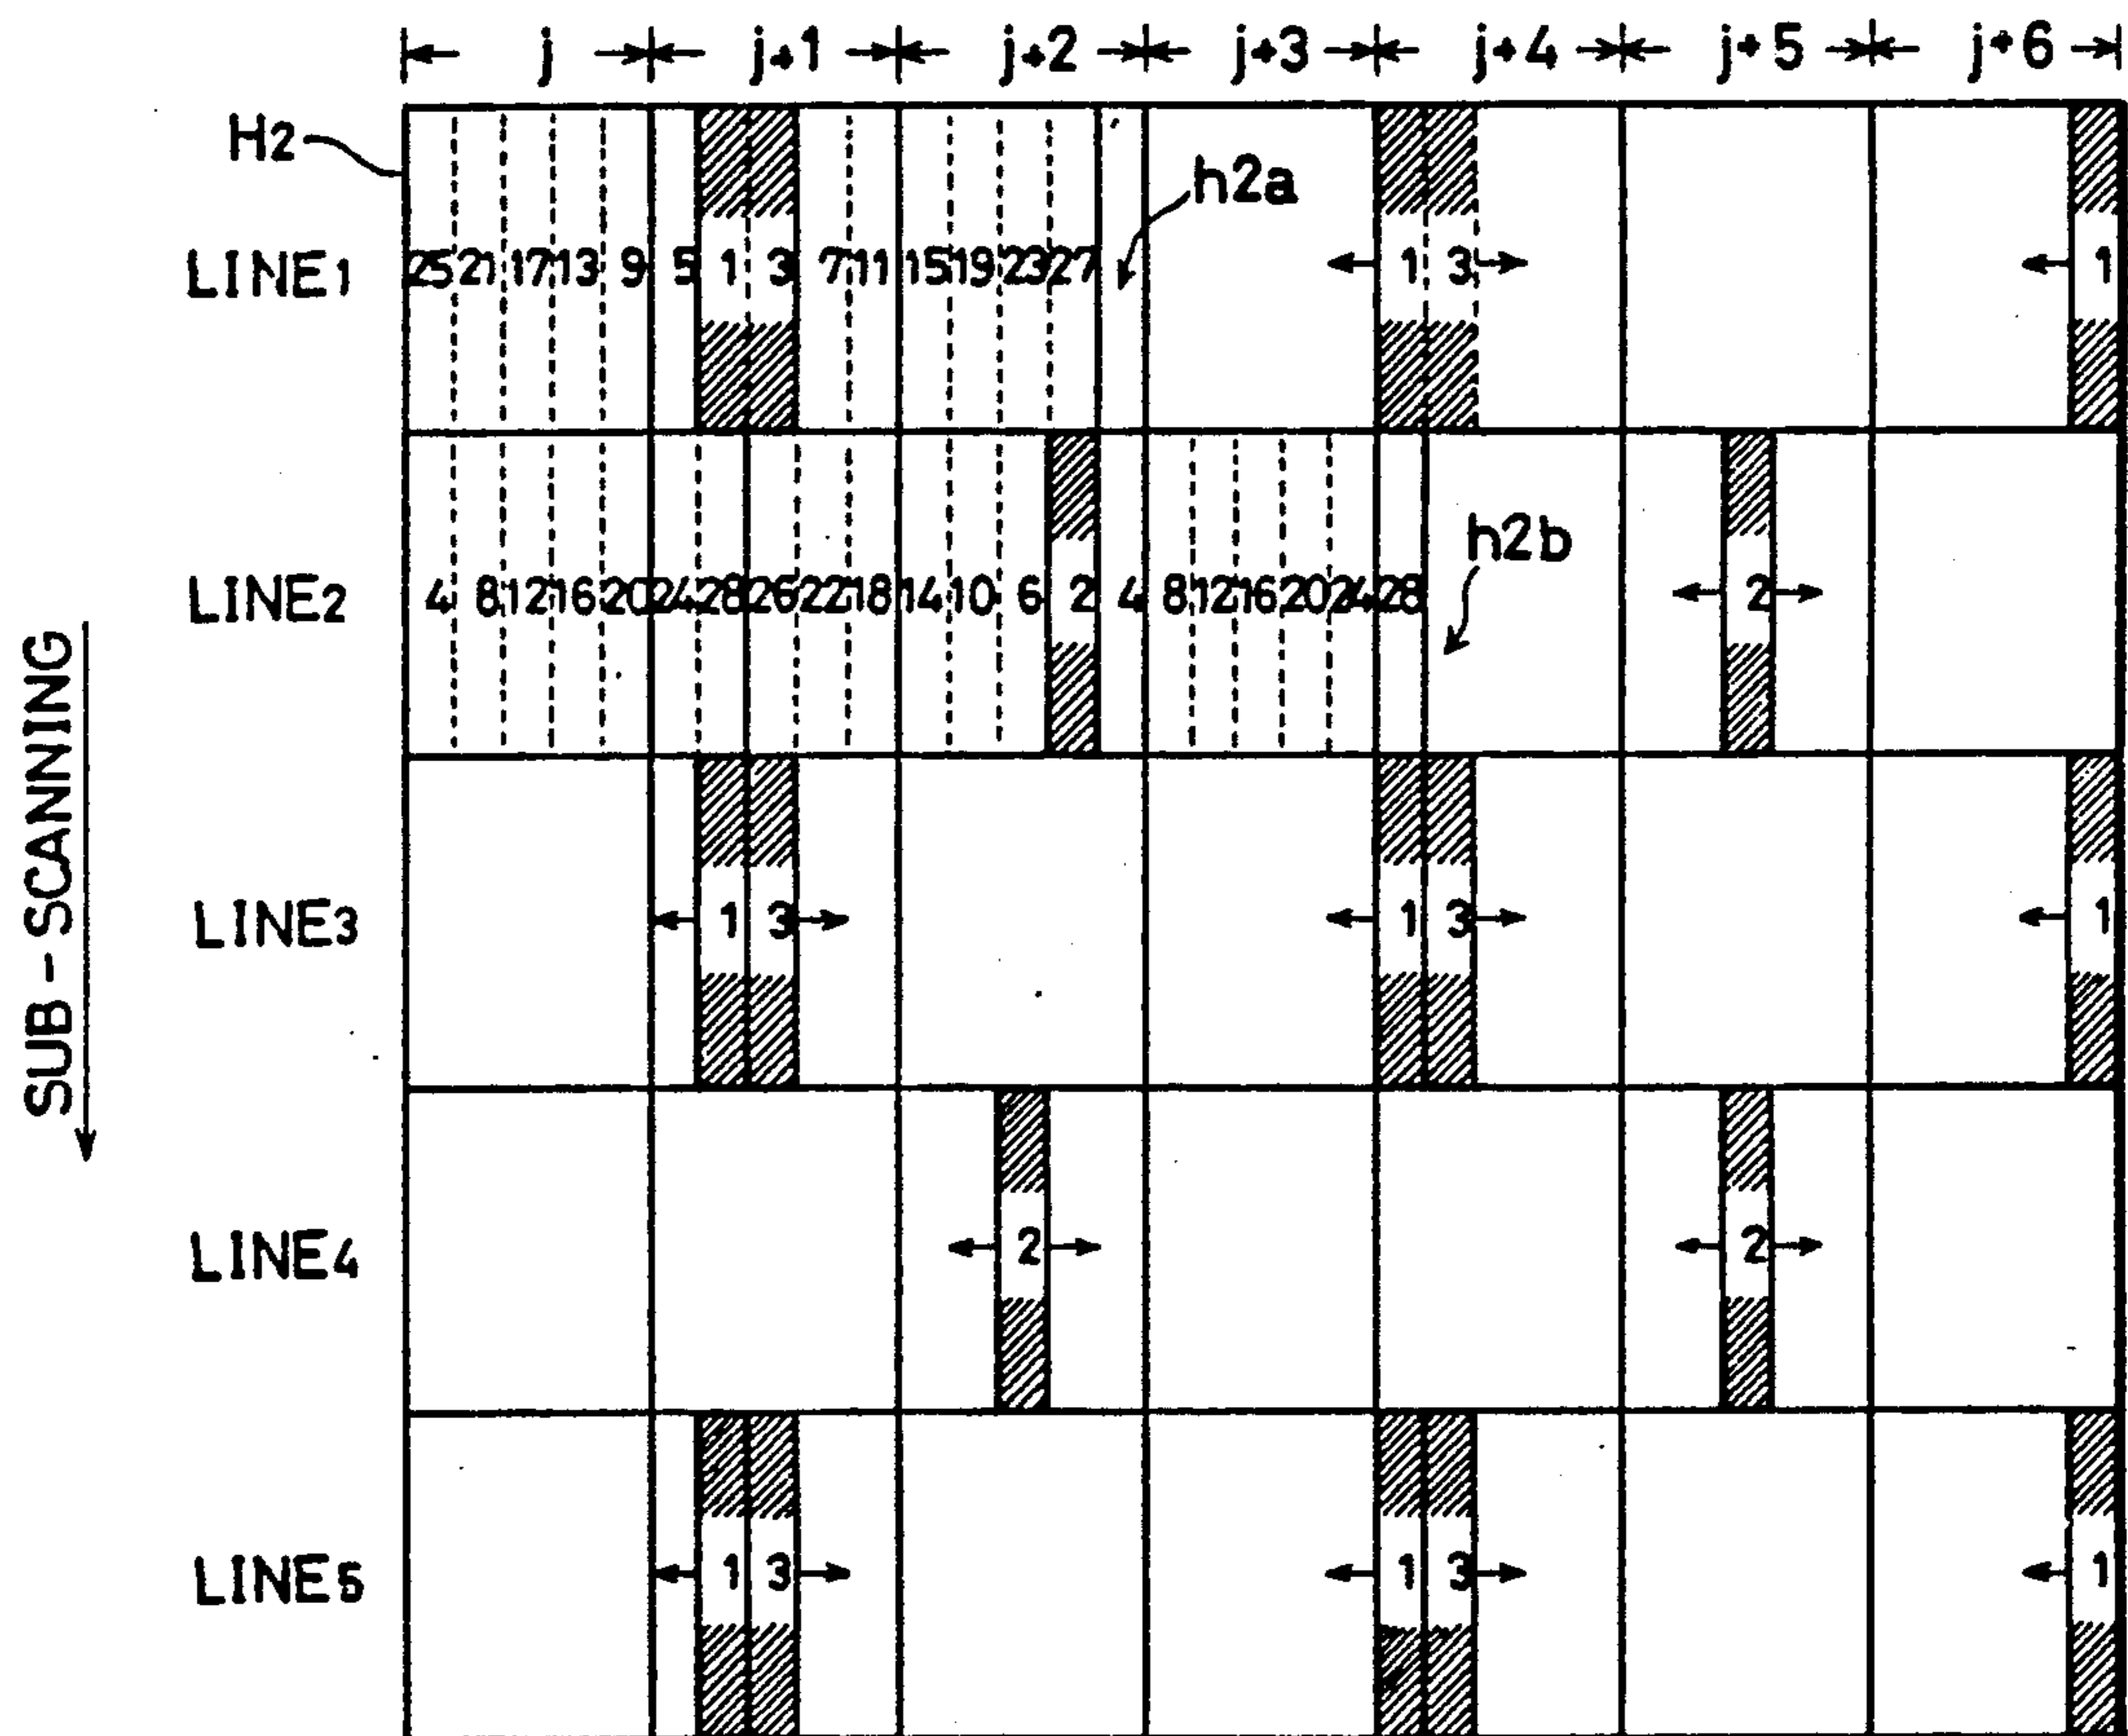 j j+1 j+2 j+3 j+4 j+5 j+6
H2
h2a
LINE1 25 21 17 13 9 5 1 3 7 11 15 19 23 27 1 3 1
h2b
LINE2 4 8 12 16 20 24 28 26 22 18 14 10 6 2 4 8 12 16 20 24 28 2
SUB-SCANNING
LINE3 1 3 1 3 1
LINE4 2 2
LINE5 1 3 1 3 1